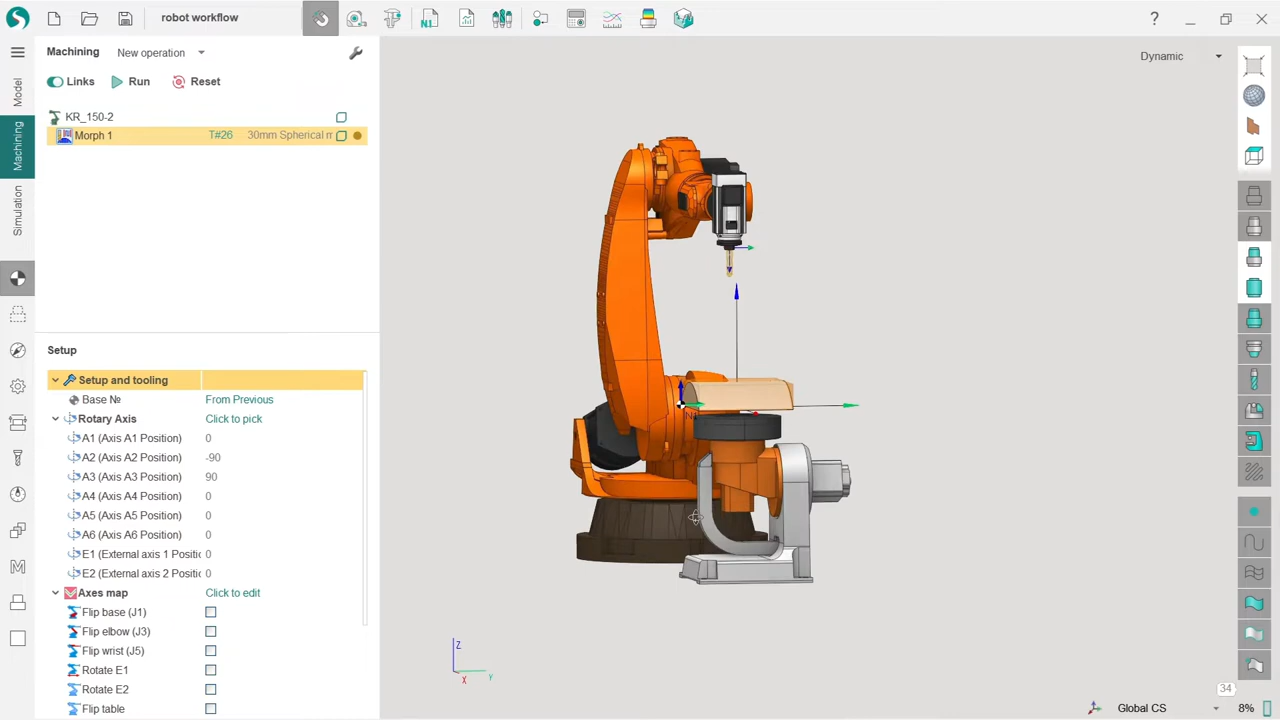 robot workflow
N1
?
Machining New operation
Links Run Reset
KR_150-2
Morph 1 T#26 30mm Spherical m
Model
Machining
Simulation
Dynamic
Setup
Setup and tooling
Base № From Previous
Rotary Axis Click to pick
A1 (Axis A1 Position) 0
A2 (Axis A2 Position) -90
A3 (Axis A3 Position) 90
A4 (Axis A4 Position) 0
A5 (Axis A5 Position) 0
A6 (Axis A6 Position) 0
E1 (External axis 1 Positi 0
E2 (External axis 2 Positi 0
Axes map Click to edit
Flip base (J1)
Flip elbow (J3)
Flip wrist (J5)
Rotate E1
Rotate E2
Flip table
M
Z
X
Y
34
Global CS 8%